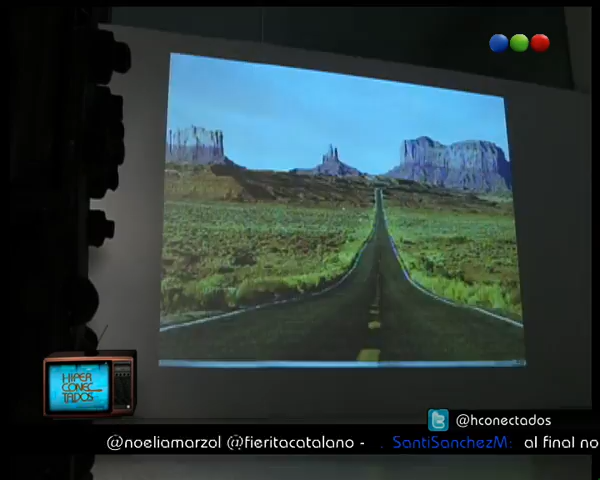 HIPER
CONEC
TADOS
@hconectados
@noeliamarzol @fieritacatalano - . SantiSanchezM: al final no